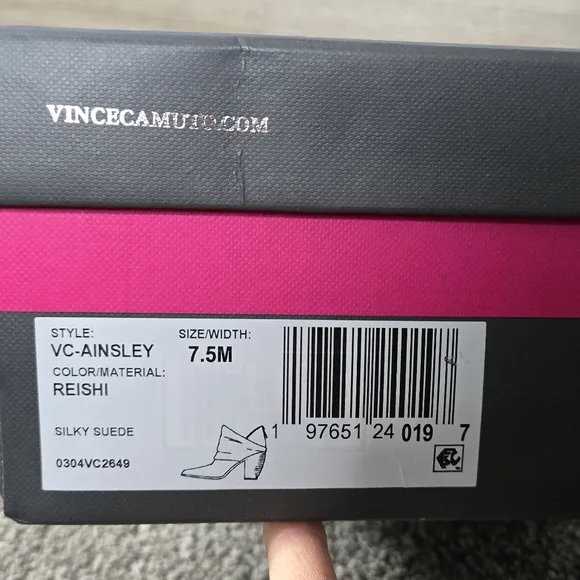 VINCECAMUTO.COM
STYLE: SIZE/WIDTH:
VC-AINSLEY 7.5M
COLOR/MATERIAL:
REISHI
SILKY SUEDE
0304VC2649
1 97651 24 019 7